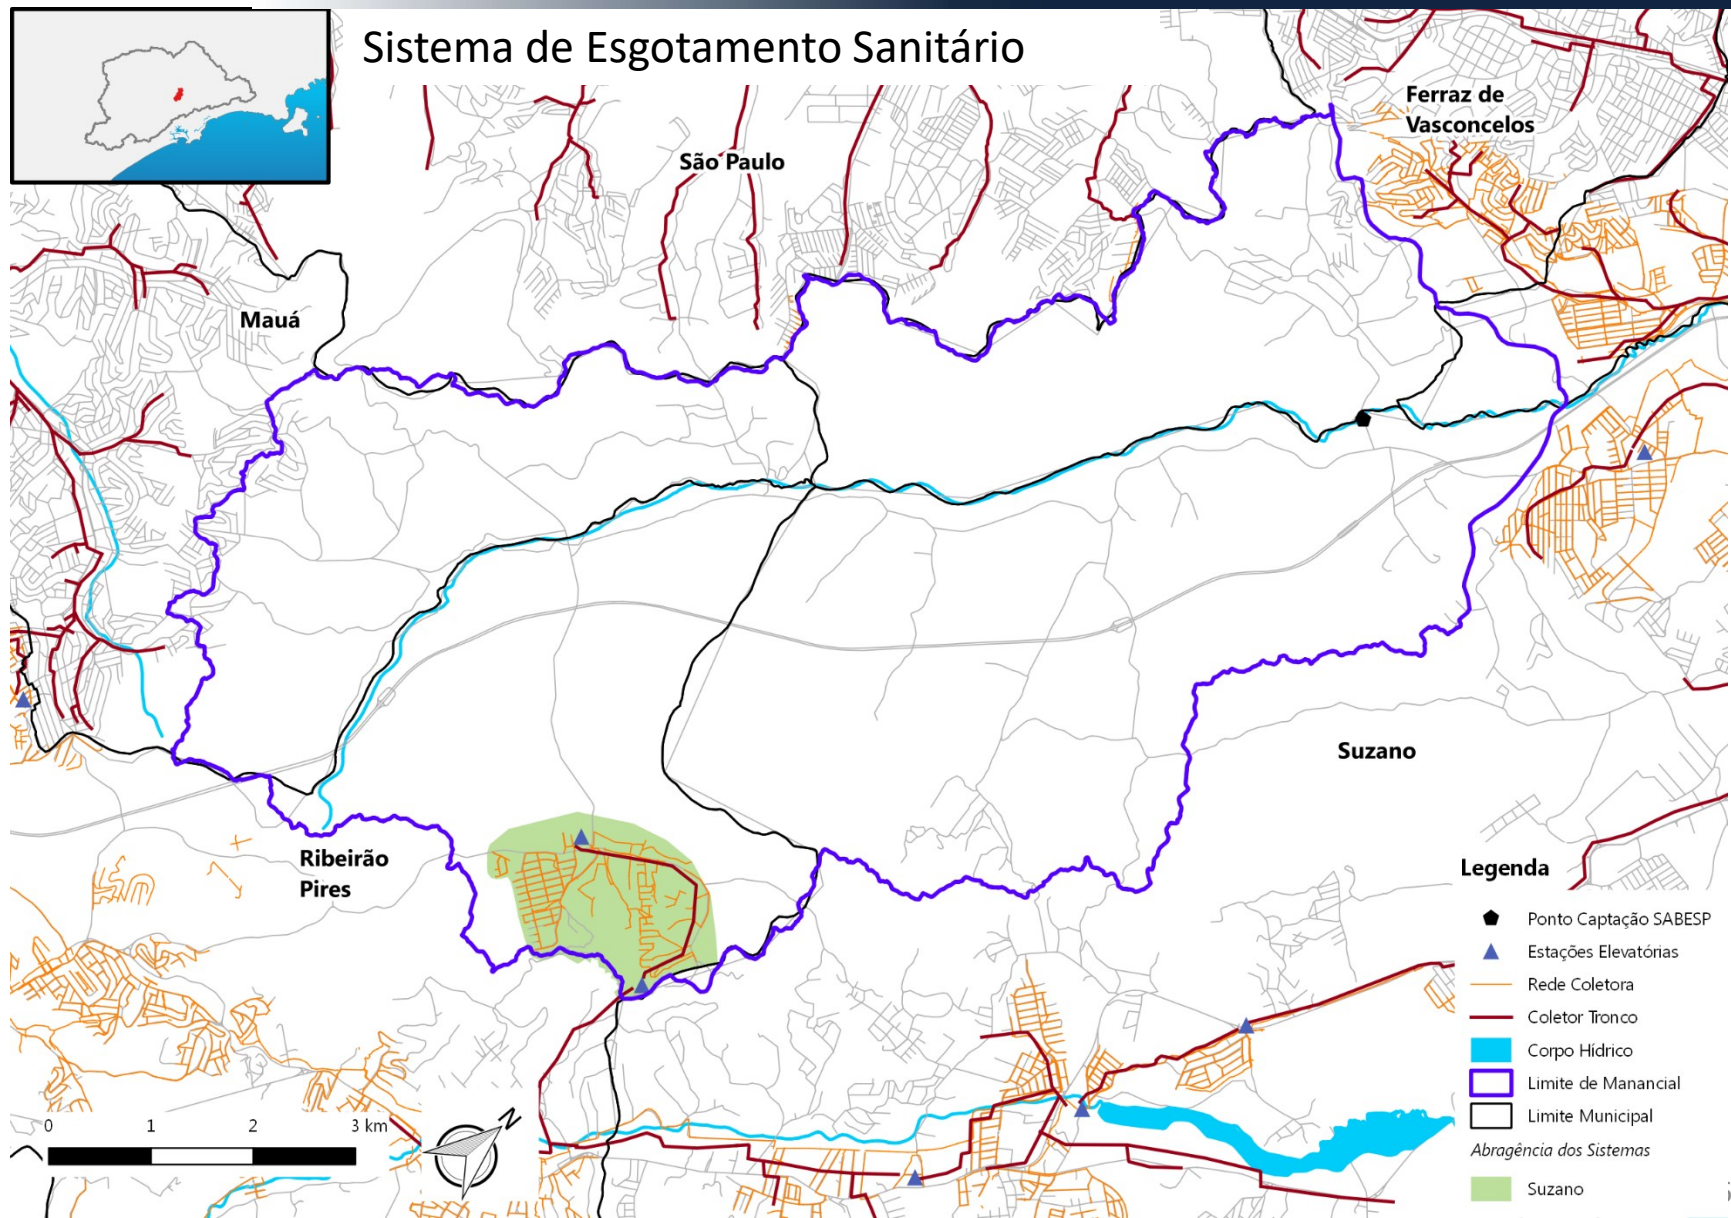 Sistema de Esgotamento Sanitário
Ferraz de
Vasconcelos
São Paulo
Mauá
Suzano
Ribeirão
Pires
Legenda
Ponto Captação SABESP
Estações Elevatórias
Rede Coletora
Coletor Tronco
Corpo Hídrico
Limite de Manancial
Limite Municipal
Abragência dos Sistemas
Suzano
0 1 2 3 km
N